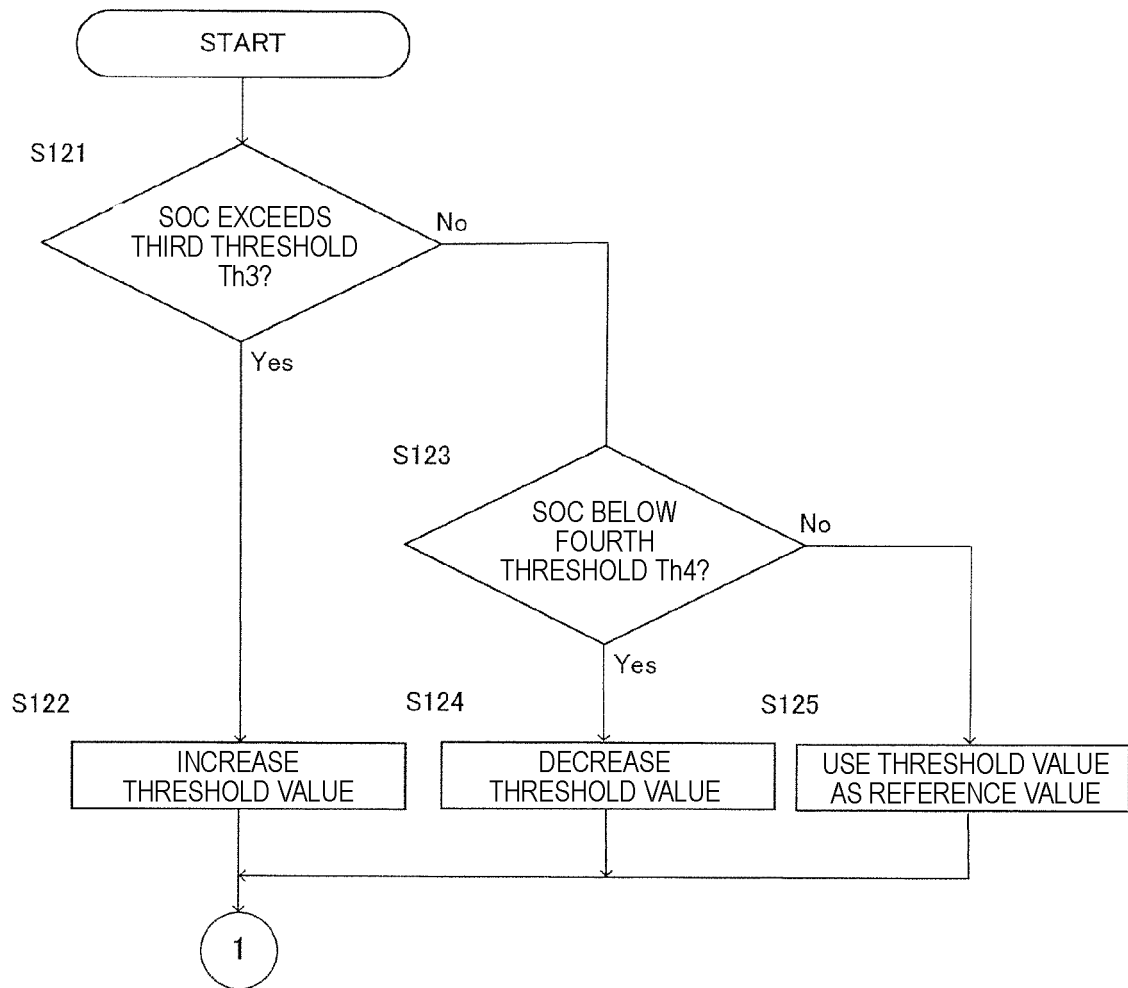 START
S121
SOC EXCEEDS
THIRD THRESHOLD
Th3?
No
Yes
S123
SOC BELOW
FOURTH
THRESHOLD Th4?
No
Yes
S122
INCREASE
THRESHOLD VALUE
S124
DECREASE
THRESHOLD VALUE
S125
USE THRESHOLD VALUE
AS REFERENCE VALUE
1